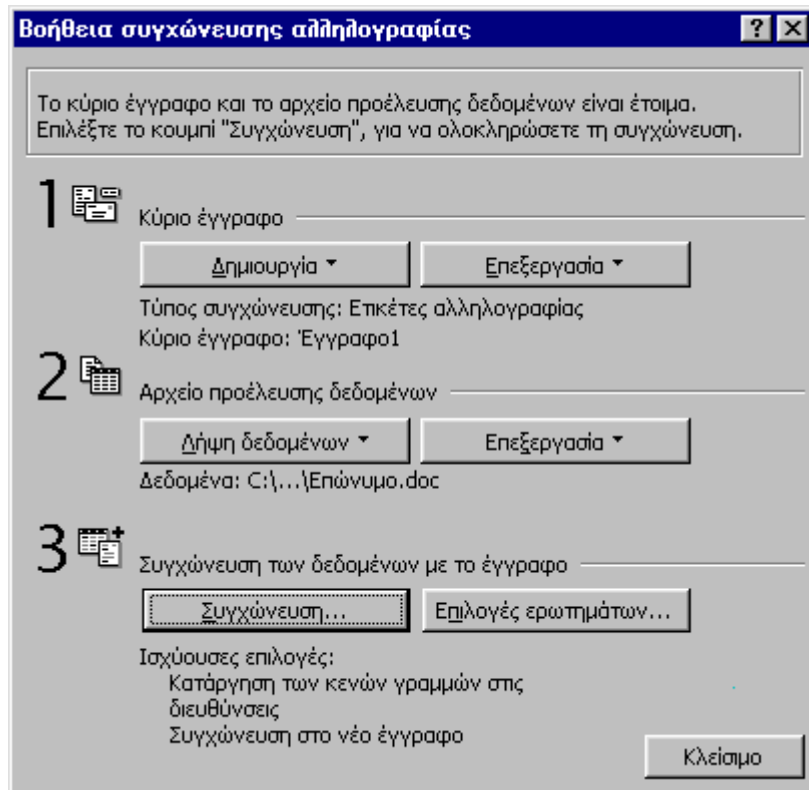 Βοήθεια συγχώνευσης αλληλογραφίας
Το κύριο έγγραφο και το αρχείο προέλευσης δεδομένων είναι έτοιμα.
Επιλέξτε το κουμπί "Συγχώνευση", για να ολοκληρώσετε τη συγχώνευση.
1
Κύριο έγγραφο
Δημιουργία Επεξεργασία
Τύπος συγχώνευσης: Ετικέτες αλληλογραφίας
Κύριο έγγραφο: Έγγραφο1
2
Αρχείο προέλευσης δεδομένων
Λήψη δεδομένων Επεξεργασία
Δεδομένα: C:\...\Επώνυμο.doc
3
Συγχώνευση των δεδομένων με το έγγραφο
Συγχώνευση... Επιλογές ερωτημάτων...
Ισχύουσες επιλογές:
Κατάργηση των κενών γραμμών στις
διευθύνσεις
Συγχώνευση στο νέο έγγραφο
Κλείσιμο